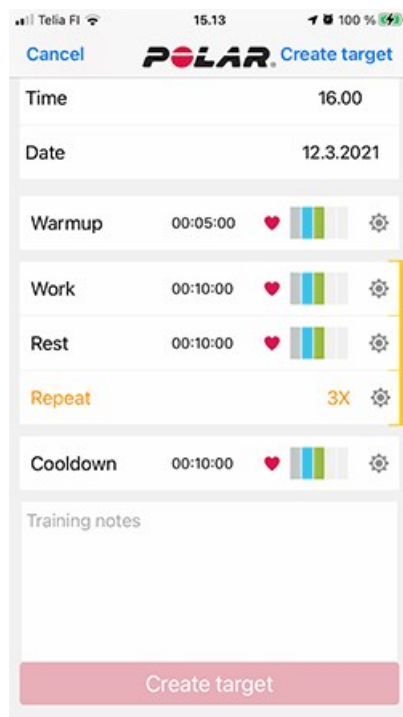 Telia FI 15.13 100 %
Cancel POLAR. Create target
Time 16.00
Date 12.3.2021
Warmup 00:05:00
Work 00:10:00
Rest 00:10:00
Repeat 3X
Cooldown 00:10:00
Training notes
Create target